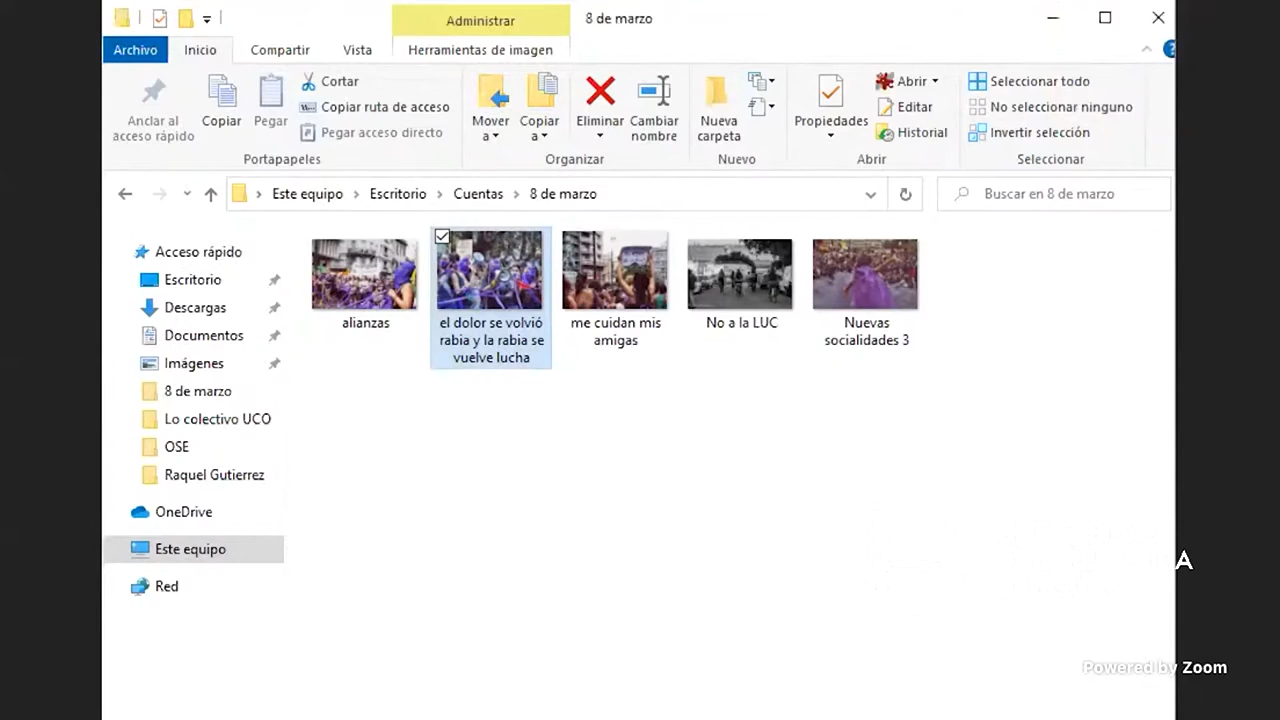 Administrar
8 de marzo
Archivo
Inicio
Compartir
Vista
Herramientas de imagen
Anclar al
acceso rápido
Copiar
Pegar
Cortar
Copiar ruta de acceso
Pegar acceso directo
Portapapeles
Mover
a
Copiar
a
Eliminar
Cambiar
nombre
Organizar
Nueva
carpeta
Nuevo
Propiedades
Abrir
Editar
Historial
Abrir
Seleccionar todo
No seleccionar ninguno
Invertir selección
Seleccionar
Este equipo
Escritorio
Cuentas
8 de marzo
Buscar en 8 de marzo
Acceso rápido
Escritorio
Descargas
Documentos
Imágenes
8 de marzo
Lo colectivo UCO
OSE
Raquel Gutierrez
OneDrive
Este equipo
Red
alianzas
el dolor se volvió
rabia y la rabia se
vuelve lucha
me cuidan mis
amigas
No a la LUC
Nuevas
socialidades 3
A
Powered by Zoom